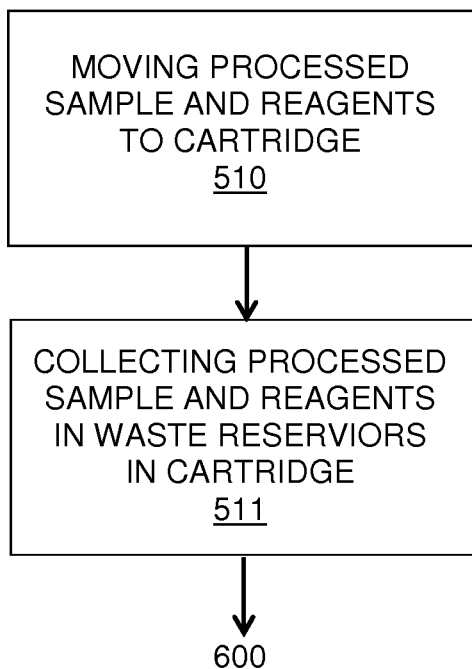 MOVING PROCESSED
SAMPLE AND REAGENTS
TO CARTRIDGE
510
COLLECTING PROCESSED
SAMPLE AND REAGENTS
IN WASTE RESERVIORS
IN CARTRIDGE
511
600